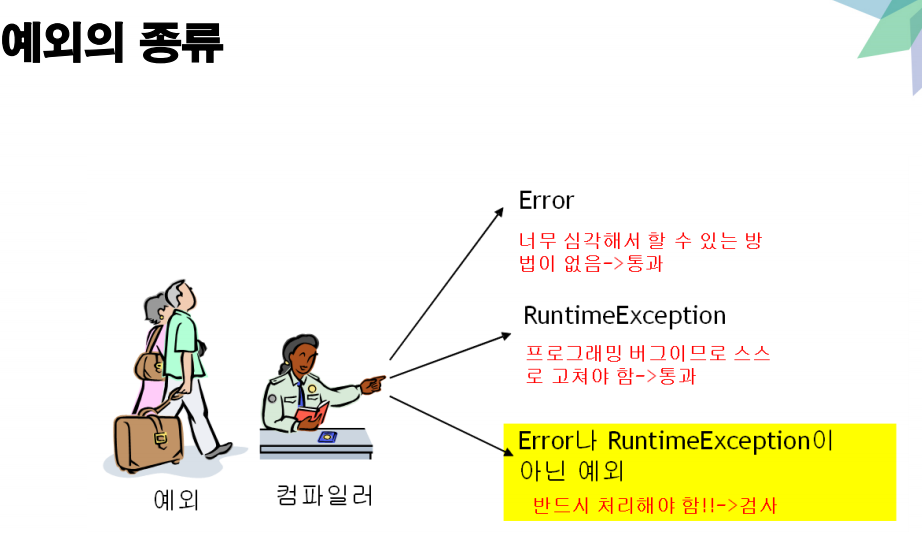 예외의 종류
Error
너무 심각해서 할 수 있는 방
법이 없음->통과
RuntimeException
프로그래밍 버그이므로 스스
로 고쳐야 함->통과
Error나 RuntimeException이
아닌 예외
반드시 처리해야 함!!->검사
예외
컴파일러